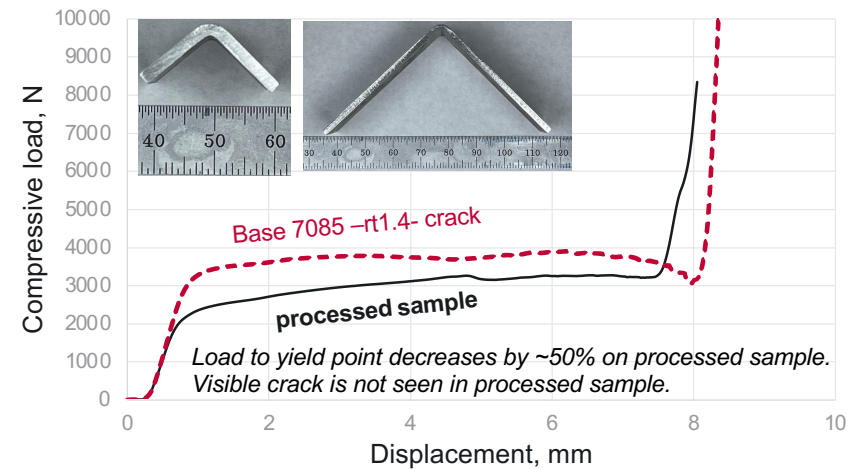 10000
9000
8000
7000
6000
5000
4000
3000
2000
1000
0
Compressive load, N
40 50 60
30 40 50 60 70 80 90 100 110 120
Base 7085 –rt1.4- crack
processed sample
Load to yield point decreases by ~50% on processed sample.
Visible crack is not seen in processed sample.
0 2 4 6 8 10
Displacement, mm